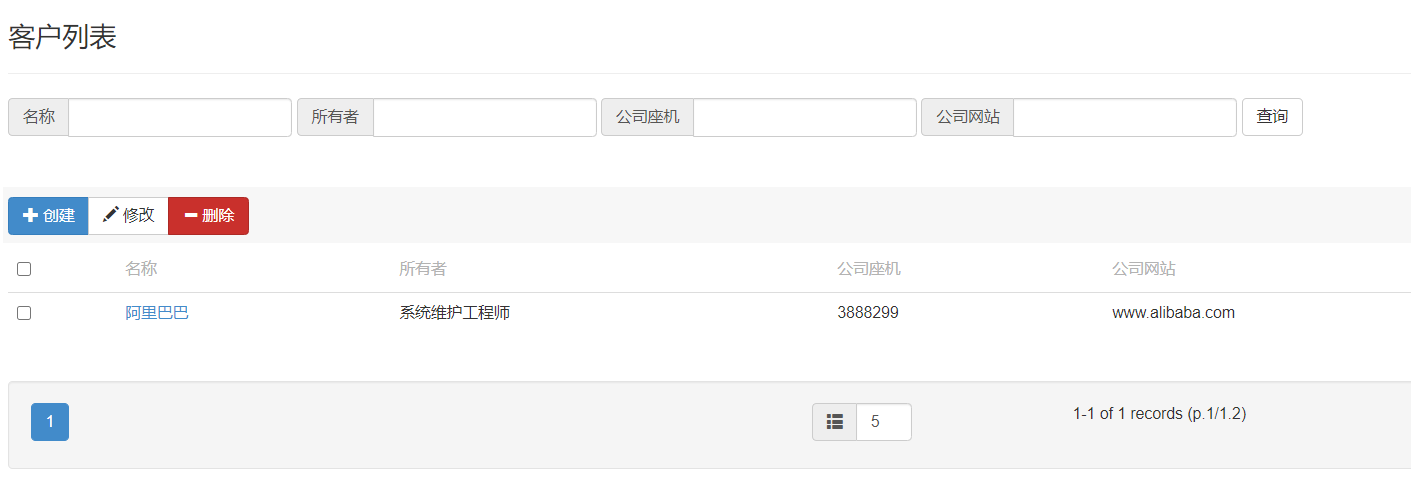 客户列表
名称 所有者 公司座机 公司网站 查询
创建 修改 删除
名称 所有者 公司座机 公司网站
阿里巴巴 系统维护工程师 3888299 www.alibaba.com
1 5 1-1 of 1 records (p.1/1.2)